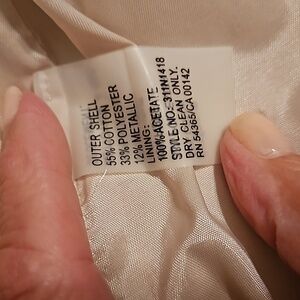 OUTER SHELL
55% COTTON
33% POLYESTER
12% METALLIC
LINING:
100% ACETATE
STYLE NO: 311N1418
DRY CLEAN ONLY.
RN 54365/CA 00142